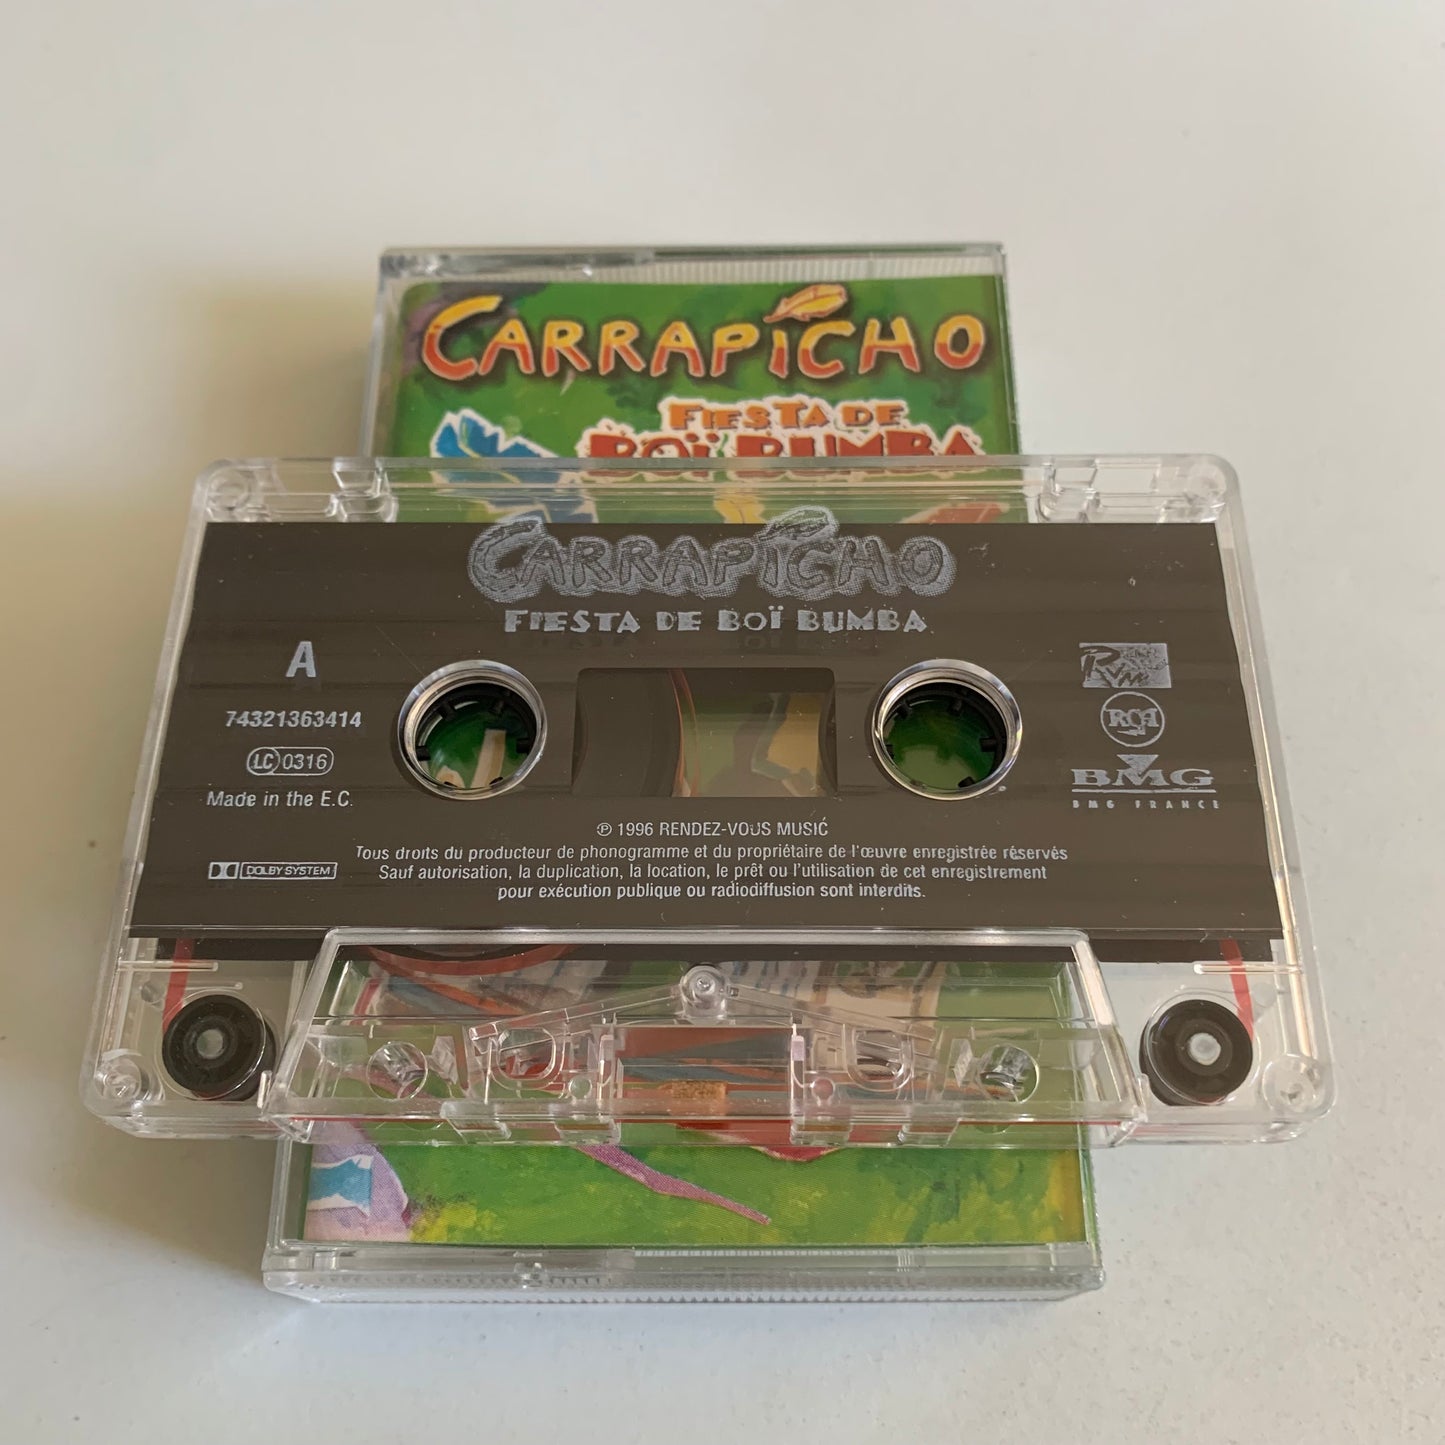 CARRAPICHO
FIESTA DE
BOÏ BUMBA
CARRAPICHO
FIESTA DE BOÏ BUMBA
A
74321363414
LC 0316
Made in the E.C.
DOLBY SYSTEM
RCA
BMG
BMG FRANCE
℗ 1996 RENDEZ-VOUS MUSIC
Tous droits du producteur de phonogramme et du propriétaire de l'œuvre enregistrée réservés
Sauf autorisation, la duplication, la location, le prêt ou l'utilisation de cet enregistrement
pour exécution publique ou radiodiffusion sont interdits.